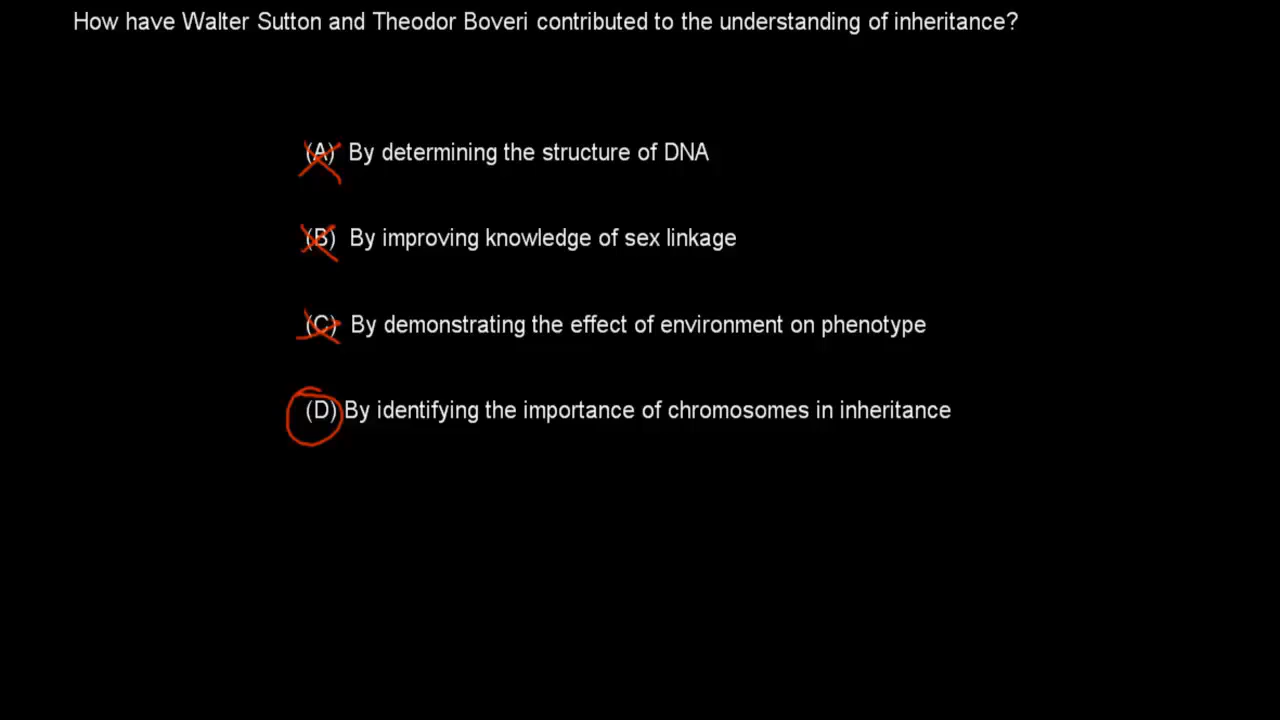 How have Walter Sutton and Theodor Boveri contributed to the understanding of inheritance?
(A) By determining the structure of DNA
(B) By improving knowledge of sex linkage
(C) By demonstrating the effect of environment on phenotype
(D) By identifying the importance of chromosomes in inheritance